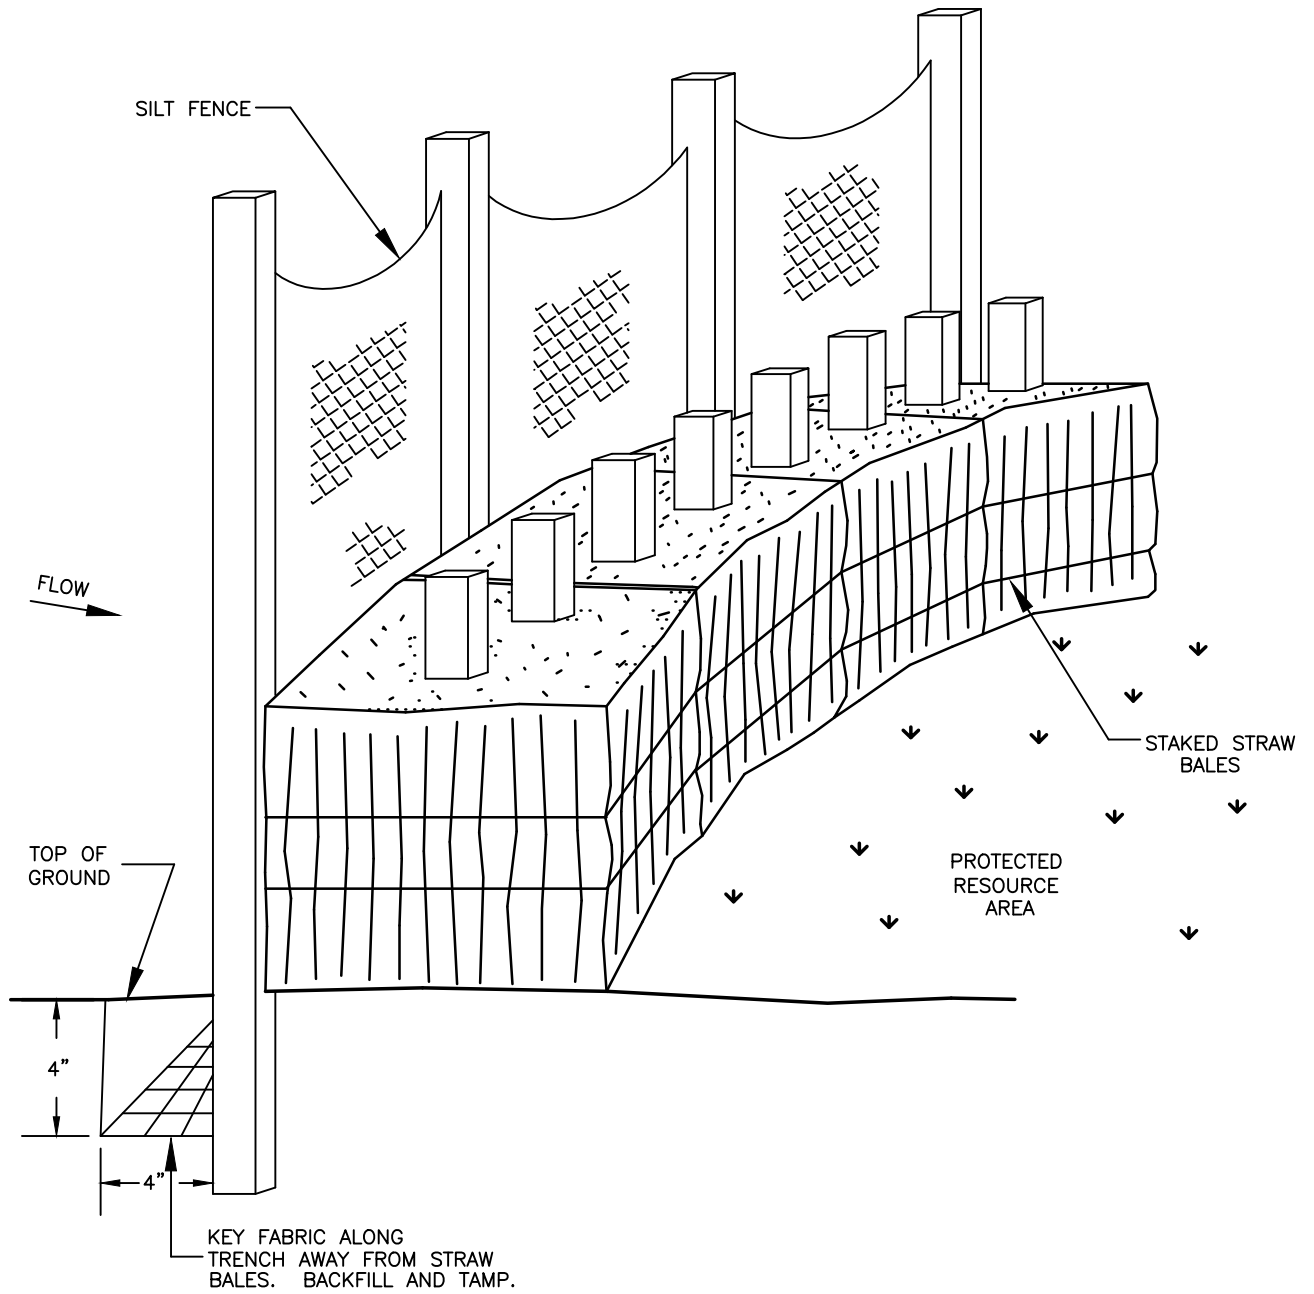 SILT FENCE
FLOW
STAKED STRAW
BALES
TOP OF
GROUND
PROTECTED
RESOURCE
AREA
4"
4"
KEY FABRIC ALONG
TRENCH AWAY FROM STRAW
BALES. BACKFILL AND TAMP.